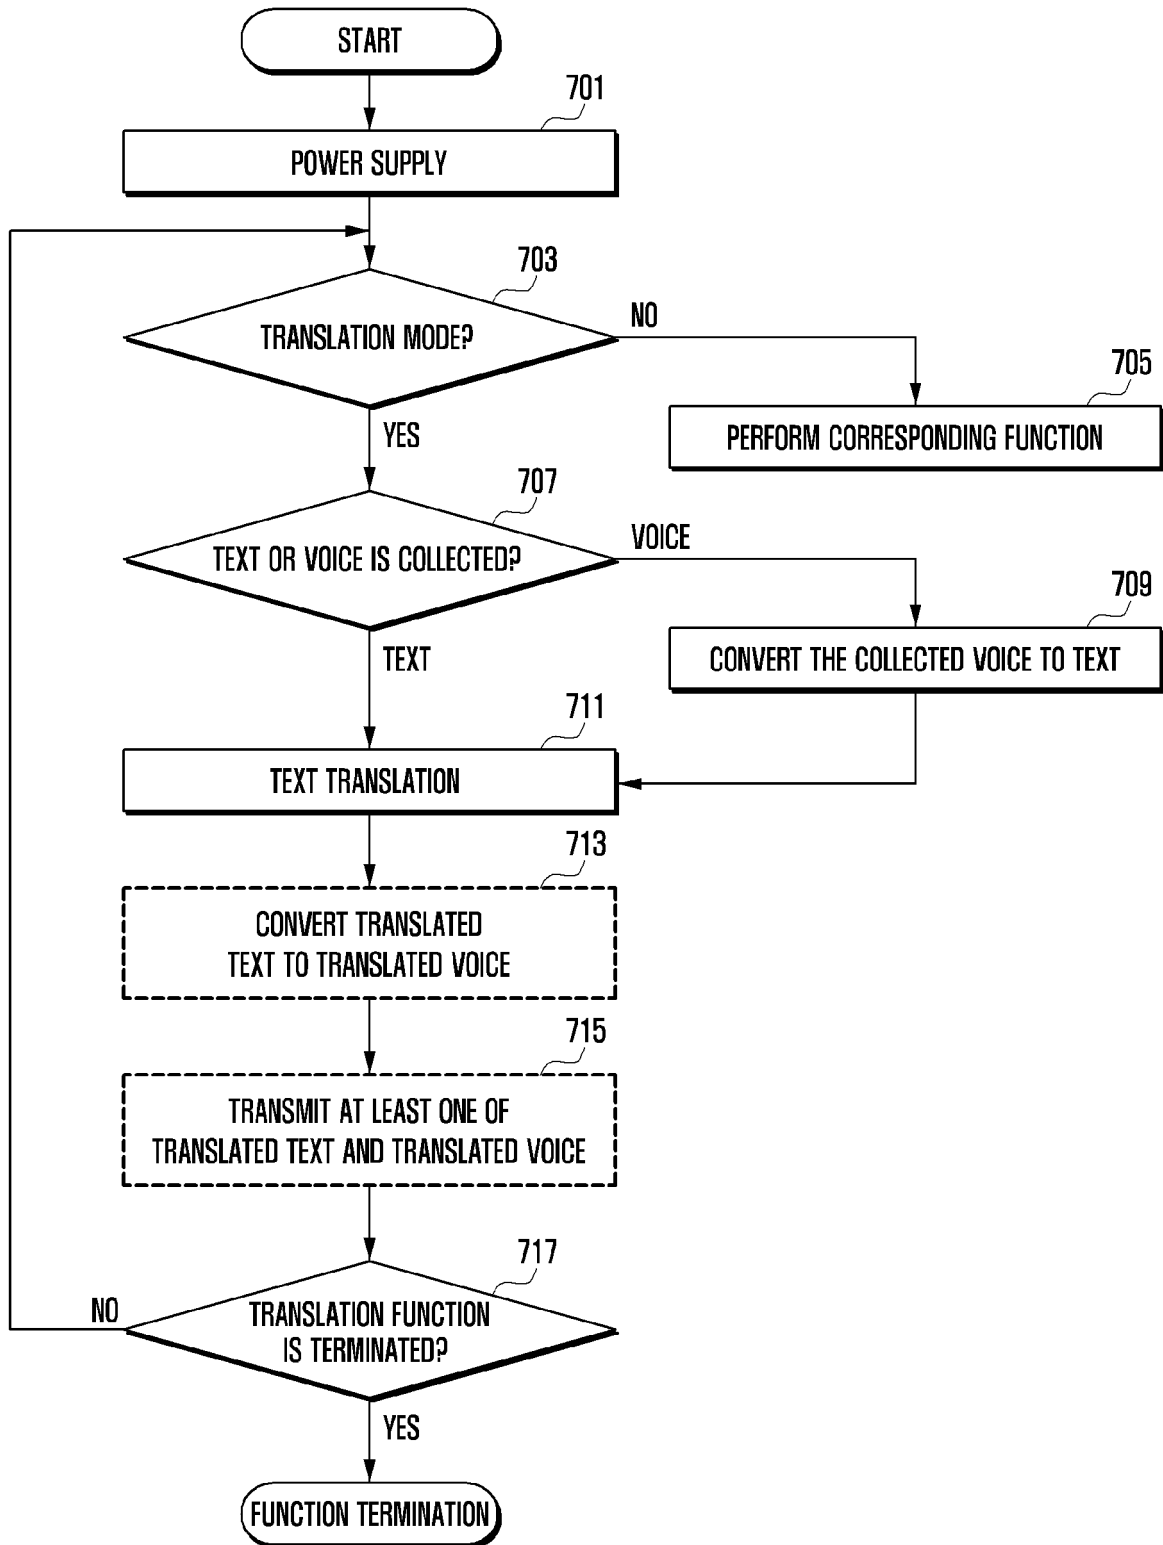 START
701
POWER SUPPLY
703
TRANSLATION MODE?
NO
705
PERFORM CORRESPONDING FUNCTION
YES
707
TEXT OR VOICE IS COLLECTED?
VOICE
709
CONVERT THE COLLECTED VOICE TO TEXT
TEXT
711
TEXT TRANSLATION
713
CONVERT TRANSLATED
TEXT TO TRANSLATED VOICE
715
TRANSMIT AT LEAST ONE OF
TRANSLATED TEXT AND TRANSLATED VOICE
717
NO
TRANSLATION FUNCTION
IS TERMINATED?
YES
FUNCTION TERMINATION